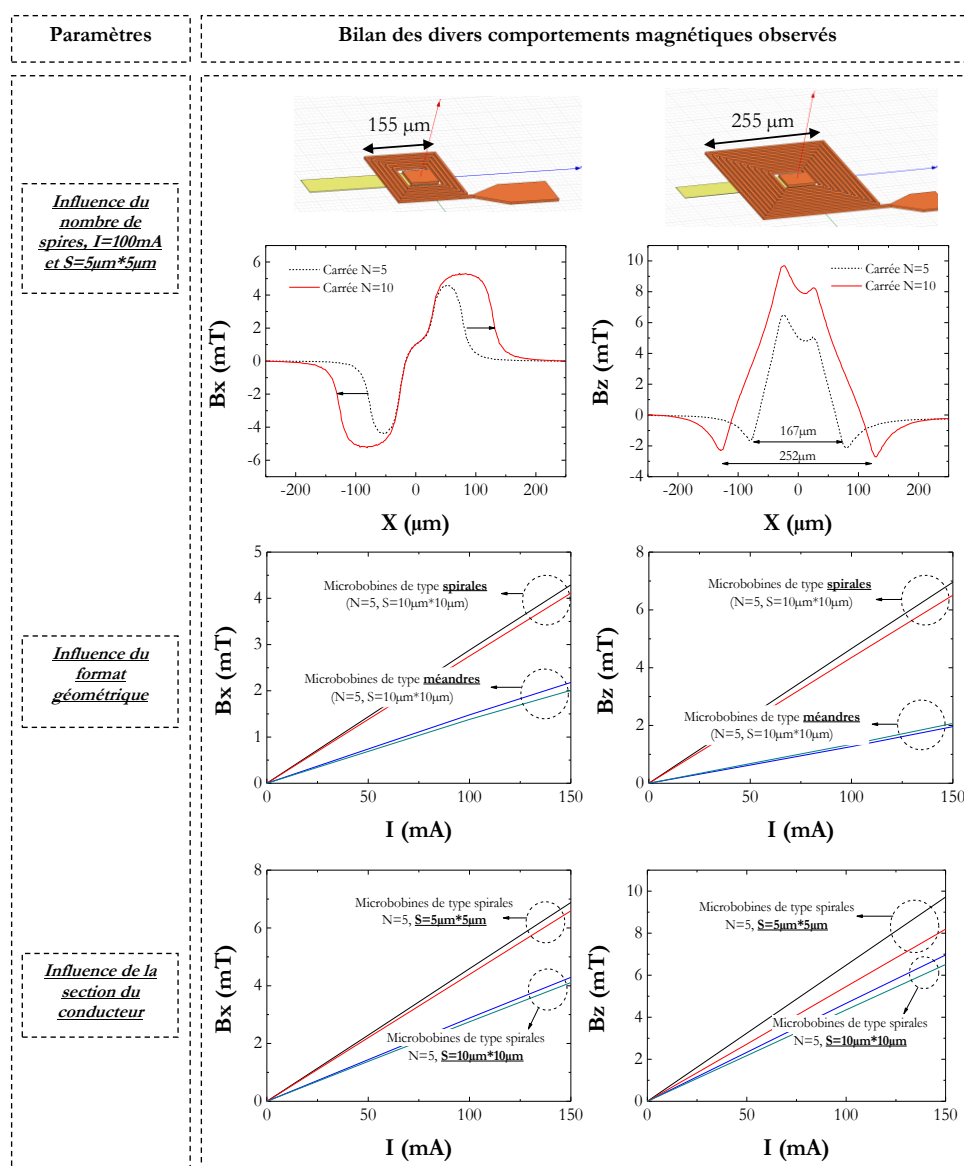 Paramètres
Bilan des divers comportements magnétiques observés
Influence du
nombre de
spires, I=100mA
et S=5µm*5µm
155 µm
255 µm
Carrée N=5
Carrée N=10
6
4
2
0
-2
-4
-6
Bx (mT)
-200
-100
0
100
200
X (µm)
Carrée N=5
Carrée N=10
10
8
6
4
2
0
-2
-4
Bz (mT)
167µm
252µm
-200
-100
0
100
200
X (µm)
Influence du
format
géométrique
5
4
3
2
1
0
Bx (mT)
Microbobines de type spirales
(N=5, S=10µm*10µm)
Microbobines de type méandres
(N=5, S=10µm*10µm)
0
50
100
150
I (mA)
8
6
4
2
0
Bz (mT)
Microbobines de type spirales
(N=5, S=10µm*10µm)
Microbobines de type méandres
(N=5, S=10µm*10µm)
0
50
100
150
I (mA)
Influence de la
section du
conducteur
8
6
4
2
0
Bx (mT)
Microbobines de type spirales
N=5, S=5µm*5µm
Microbobines de type spirales
N=5, S=10µm*10µm
0
50
100
150
I (mA)
10
8
6
4
2
0
Bz (mT)
Microbobines de type spirales
N=5, S=5µm*5µm
Microbobines de type spirales
N=5, S=10µm*10µm
0
50
100
150
I (mA)